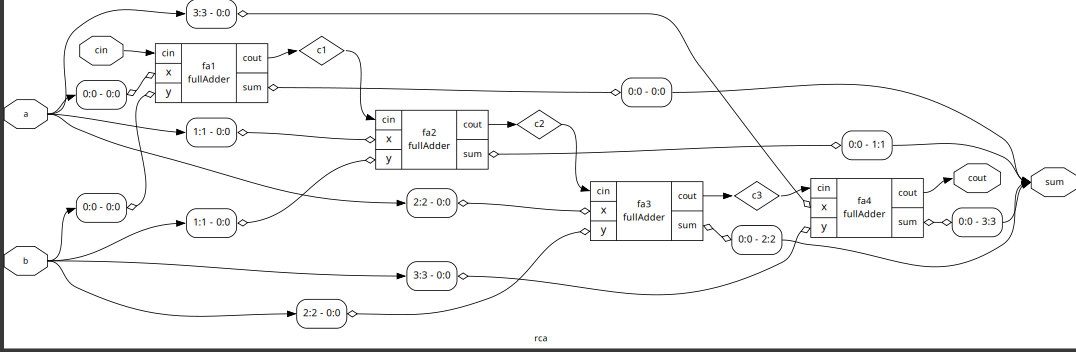 3:3 - 0:0
cin
cin
x
y
fa1
fullAdder
cout
sum
c1
0:0 - 0:0
0:0 - 0:0
a
1:1 - 0:0
cin
x
y
fa2
fullAdder
cout
sum
c2
0:0 - 1:1
0:0 - 0:0
1:1 - 0:0
2:2 - 0:0
cin
x
y
fa3
fullAdder
cout
sum
c3
0:0 - 2:2
cin
x
y
fa4
fullAdder
cout
sum
cout
0:0 - 3:3
sum
b
3:3 - 0:0
2:2 - 0:0
rca